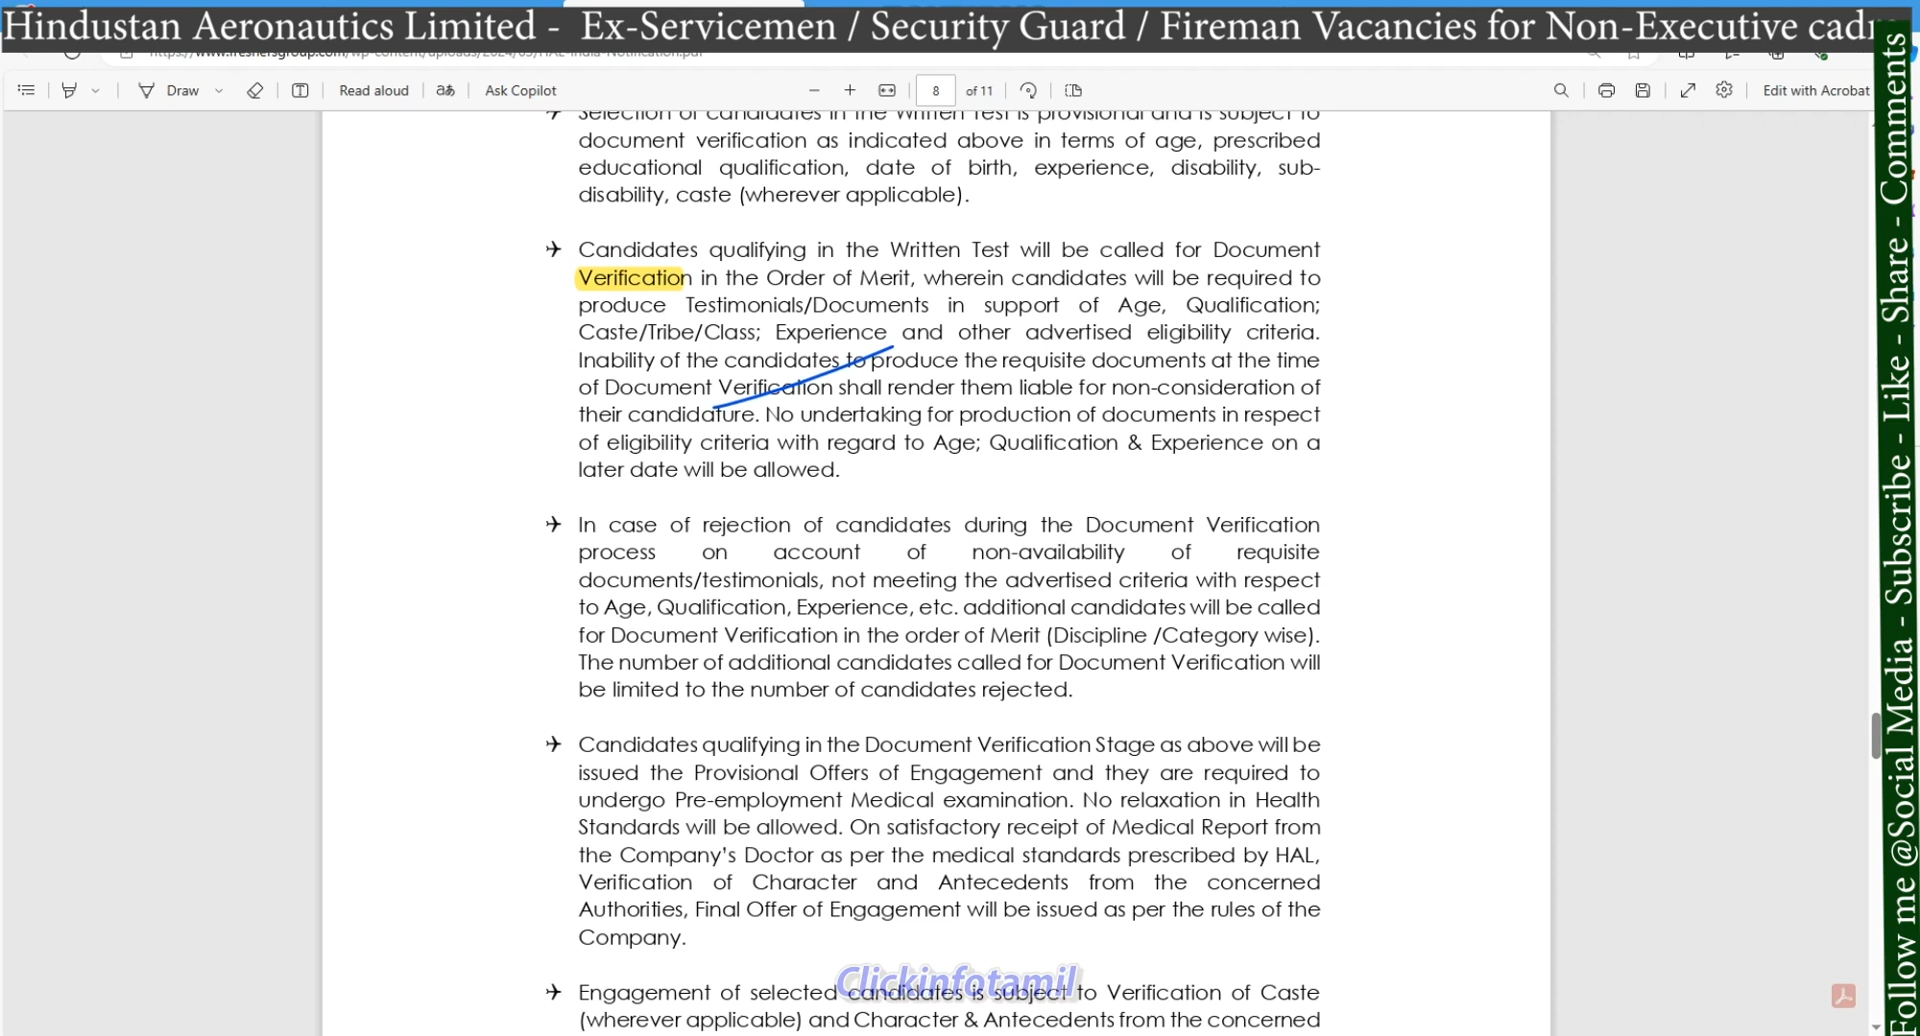 Hindustan Aeronautics Limited - Ex-Servicemen / Security Guard / Fireman Vacancies for Non-Executive cadr
Draw
Read aloud
aあ
Ask Copilot
8
of 11
Edit with Acrobat
Selection of candidates in the Written Test is provisional and is subject to
document verification as indicated above in terms of age, prescribed
educational qualification, date of birth, experience, disability, sub-
disability, caste (wherever applicable).
✈ Candidates qualifying in the Written Test will be called for Document
Verification in the Order of Merit, wherein candidates will be required to
produce Testimonials/Documents in support of Age, Qualification;
Caste/Tribe/Class; Experience and other advertised eligibility criteria.
Inability of the candidates to produce the requisite documents at the time
of Document Verification shall render them liable for non-consideration of
their candidature. No undertaking for production of documents in respect
of eligibility criteria with regard to Age; Qualification & Experience on a
later date will be allowed.
✈ In case of rejection of candidates during the Document Verification
process on account of non-availability of requisite
documents/testimonials, not meeting the advertised criteria with respect
to Age, Qualification, Experience, etc. additional candidates will be called
for Document Verification in the order of Merit (Discipline /Category wise).
The number of additional candidates called for Document Verification will
be limited to the number of candidates rejected.
✈ Candidates qualifying in the Document Verification Stage as above will be
issued the Provisional Offers of Engagement and they are required to
undergo Pre-employment Medical examination. No relaxation in Health
Standards will be allowed. On satisfactory receipt of Medical Report from
the Company's Doctor as per the medical standards prescribed by HAL,
Verification of Character and Antecedents from the concerned
Authorities, Final Offer of Engagement will be issued as per the rules of the
Company.
✈ Engagement of selected candidates is subject to Verification of Caste
(wherever applicable) and Character & Antecedents from the concerned
Clickinfotamil
Follow me @Social Media - Subscribe - Like - Share - Comments